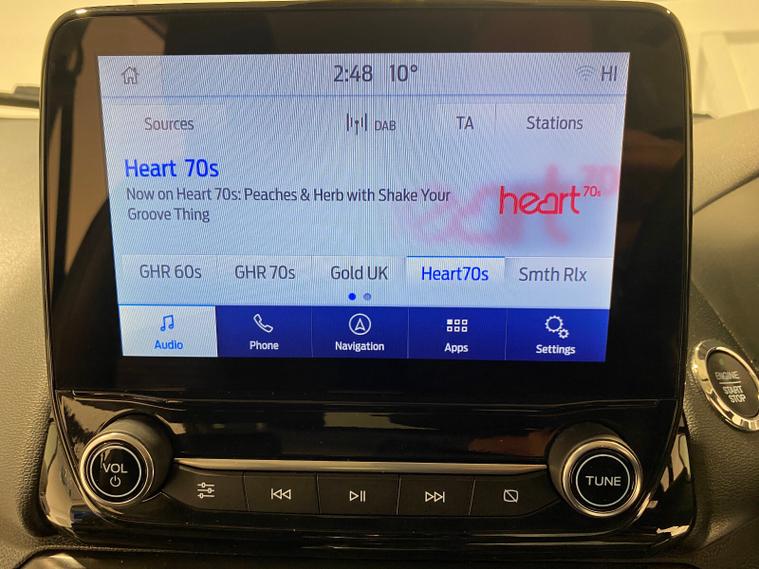 2:48 10° HI
Sources DAB TA Stations
Heart 70s
Now on Heart 70s: Peaches & Herb with Shake Your
Groove Thing
heart 70s
GHR 60s GHR 70s Gold UK Heart70s Smth Rlx
Audio Phone Navigation Apps Settings
ENGINE
START
STOP
VOL
TUNE